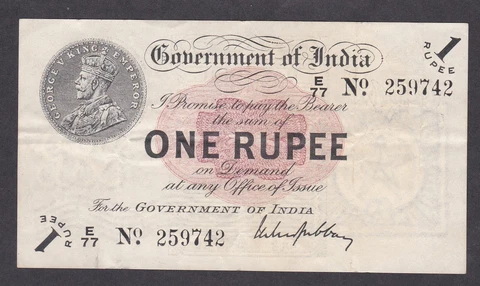 GEORGE V KING & EMPEROR
Government of India
1 RUPEE
E/77 No 259742
I Promise to pay the Bearer
the sum of
ONE RUPEE
on Demand
at any Office of Issue
For the GOVERNMENT OF INDIA
1 RUPEE
E/77 No 259742